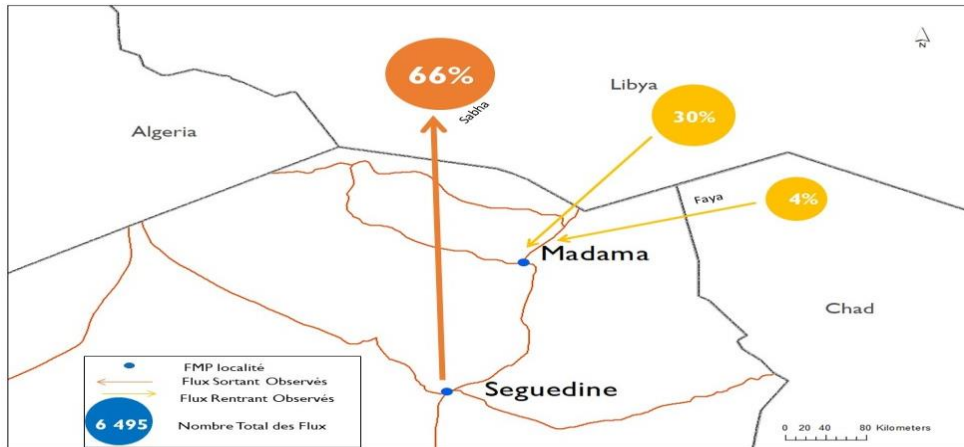 N
66%
Sabha
Libya
30%
Algeria
4%
Faya
Madama
Chad
FMP localité
Flux Sortant Observés
Flux Rentrant Observés
6 495
Nombre Total des Flux
Seguedine
0 20 40 80 Kilometers